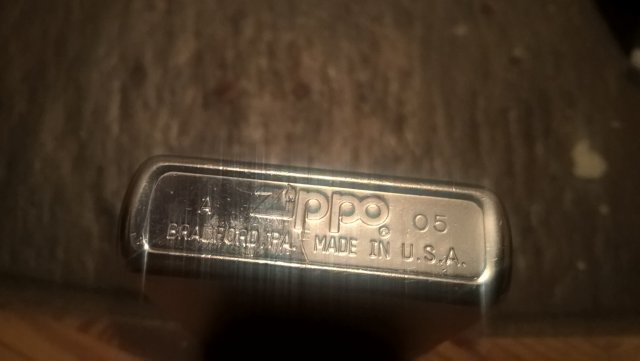 A Zippo 05
BRADFORD, PA. MADE IN U.S.A.